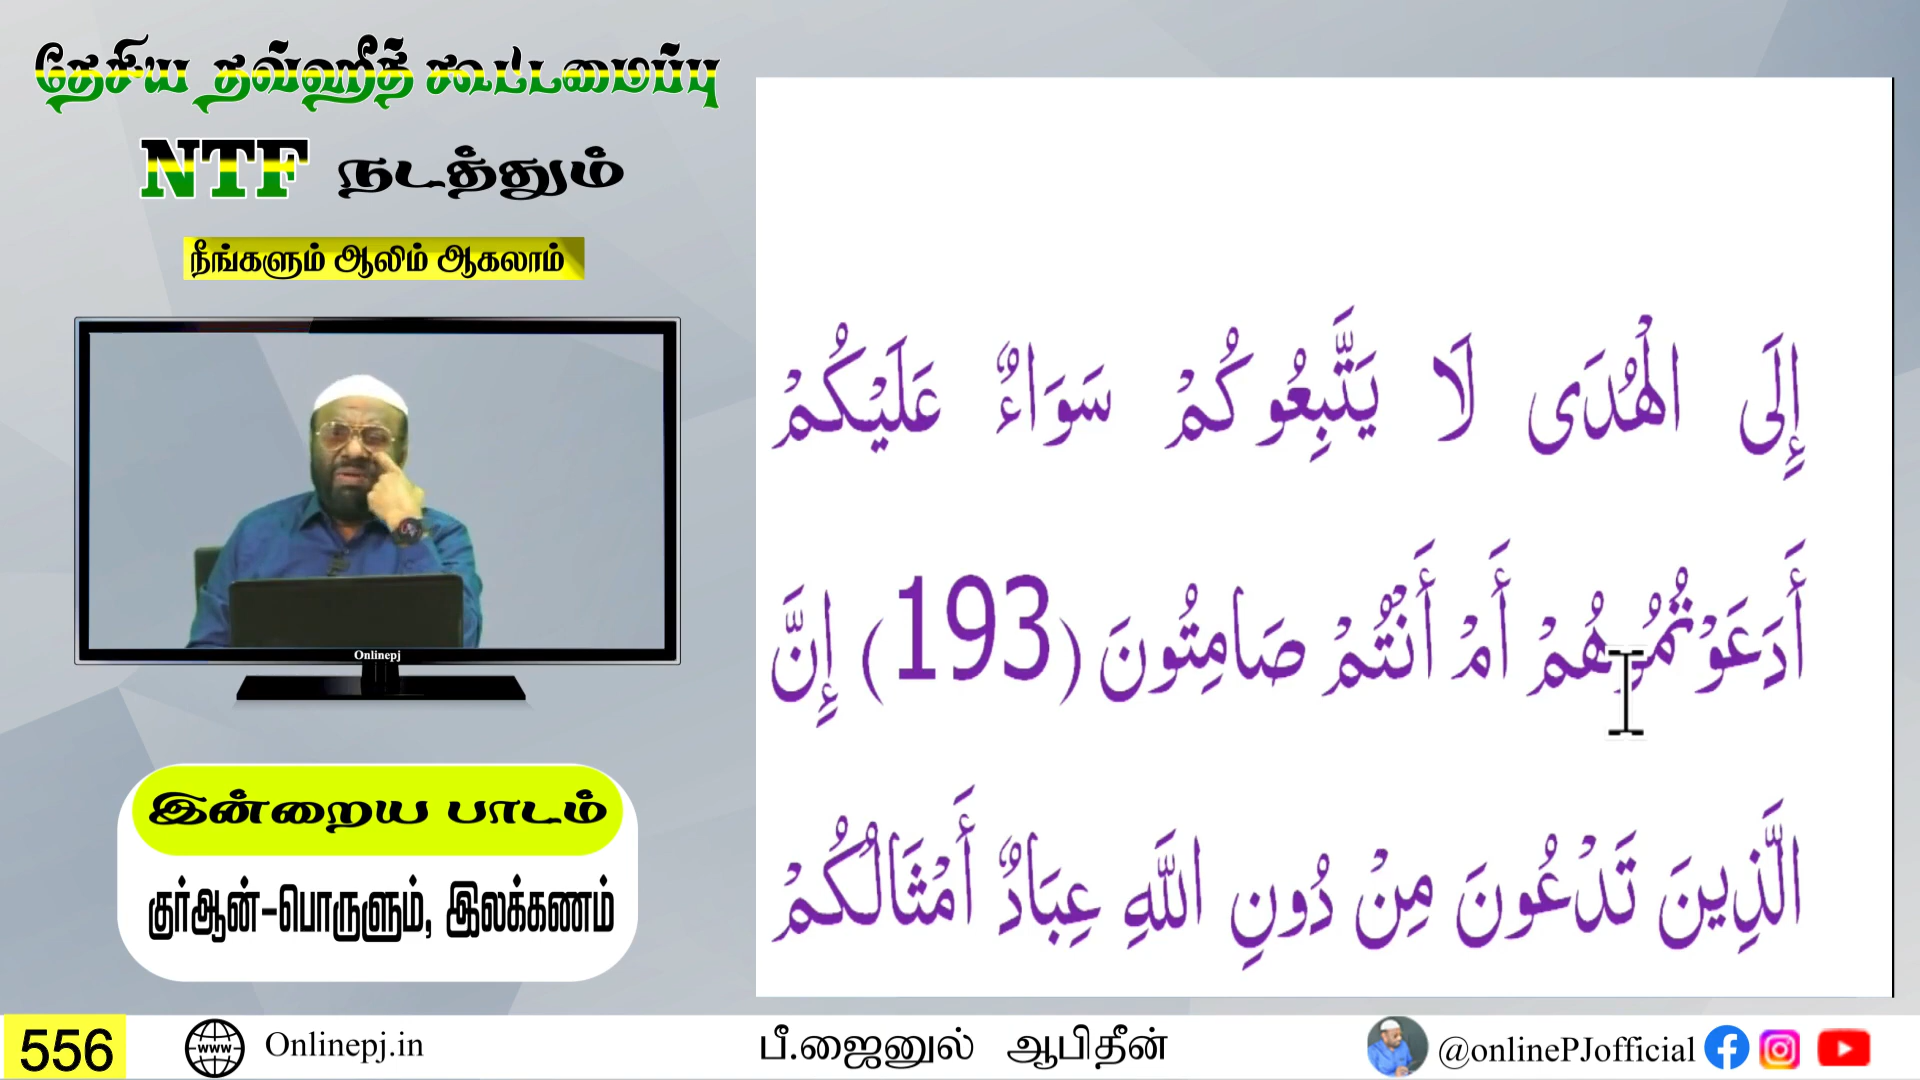 தேசிய தவ்ஹீத் கூட்டமைப்பு
NTF நடத்தும்
நீங்களும் ஆலிம் ஆகலாம்
Onlinepj
இன்றைய பாடம்
குர்ஆன்-பொருளும், இலக்கணம்
إِلَى الْهُدَى لَا يَتَّبِعُوكُمْ سَوَاءٌ عَلَيْكُمْ
أَدَعَوْتُمُوهُمْ أَمْ أَنْتُمْ صَامِتُونَ (193) إِنَّ
الَّذِينَ تَدْعُونَ مِنْ دُونِ اللَّهِ عِبَادٌ أَمْثَالُكُمْ
556
www
Onlinepj.in
பீ.ஜைனுல் ஆபிதீன்
@onlinePJofficial